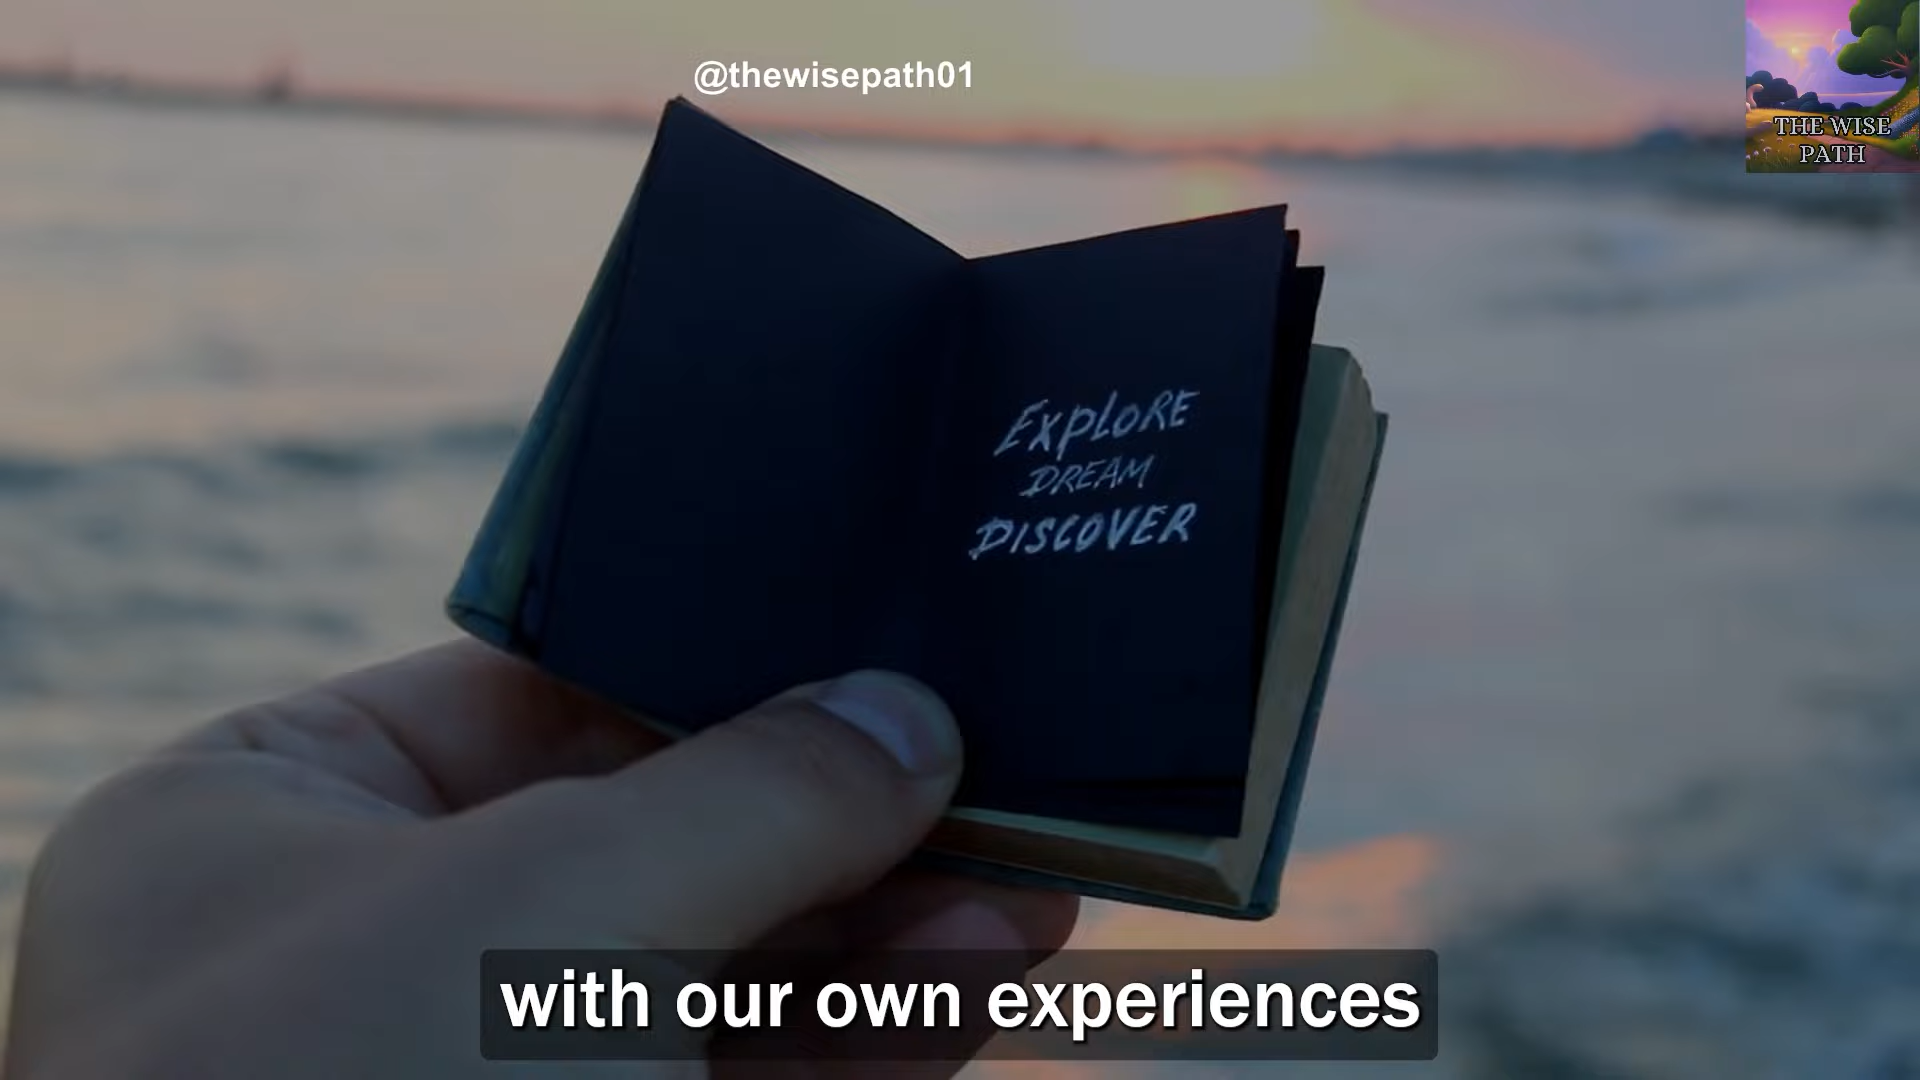 @thewisepath01
THE WISE
PATH
EXPLORE
DREAM
DISCOVER
with our own experiences